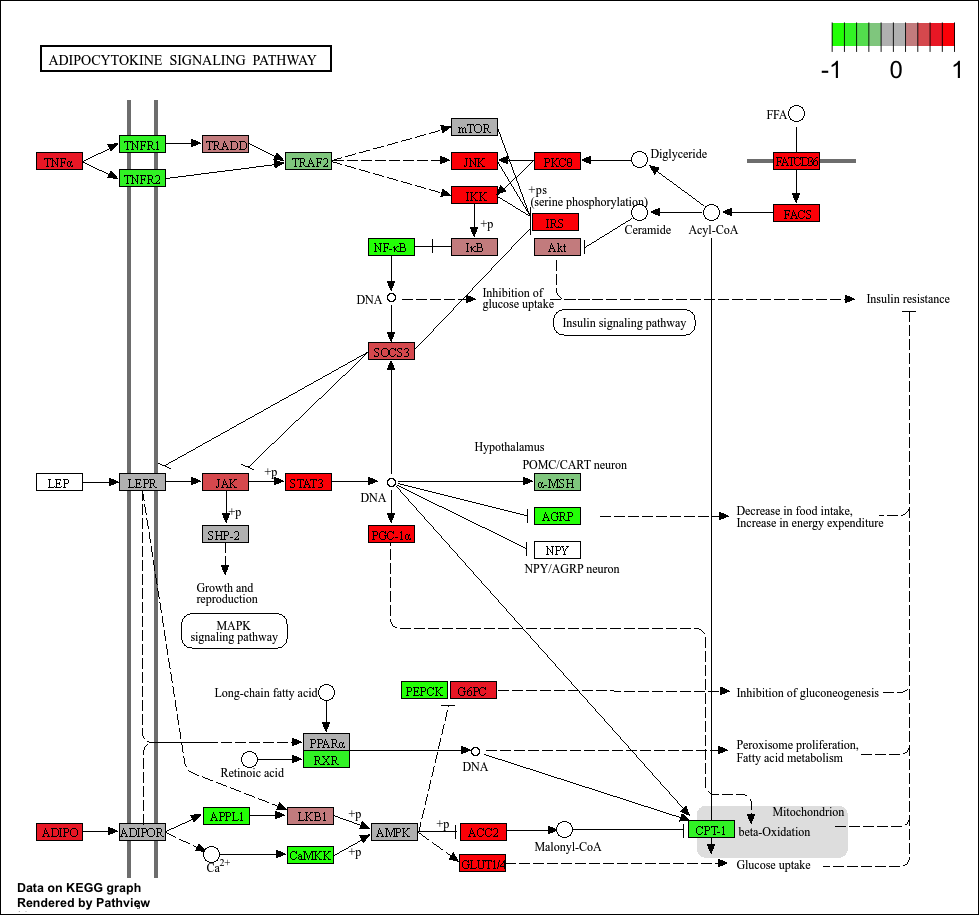 ADIPOCYTOKINE SIGNALING PATHWAY
-1 0 1
FFA
mTOR
TNFR1
TRADD
TNFα
TRAF2
JNK
PKCθ
Diglyceride
FATCD36
TNFR2
IKK
+ps
(serine phosphorylation)
IRS
FACS
+p
Ceramide
Acyl-CoA
NF-κB
IκB
Akt
DNA
Inhibition of
glucose uptake
Insulin resistance
Insulin signaling pathway
SOCS3
Hypothalamus
POMC/CART neuron
LEP
LEPR
JAK
+p
STAT3
DNA
α-MSH
+p
AGRP
Decrease in food intake,
Increase in energy expenditure
SHP-2
PGC-1α
NPY
NPY/AGRP neuron
Growth and
reproduction
MAPK
signaling pathway
Long-chain fatty acid
PEPCK
G6PC
Inhibition of gluconeogenesis
PPARα
RXR
Retinoic acid
DNA
Peroxisome proliferation,
Fatty acid metabolism
APPL1
LKB1
+p
Mitochondrion
ADIPO
ADIPOR
AMPK
+p
ACC2
Malonyl-CoA
CPT-1
beta-Oxidation
Ca2+
CaMKK
+p
GLUT1/4
Glucose uptake
Data on KEGG graph
Rendered by Pathview